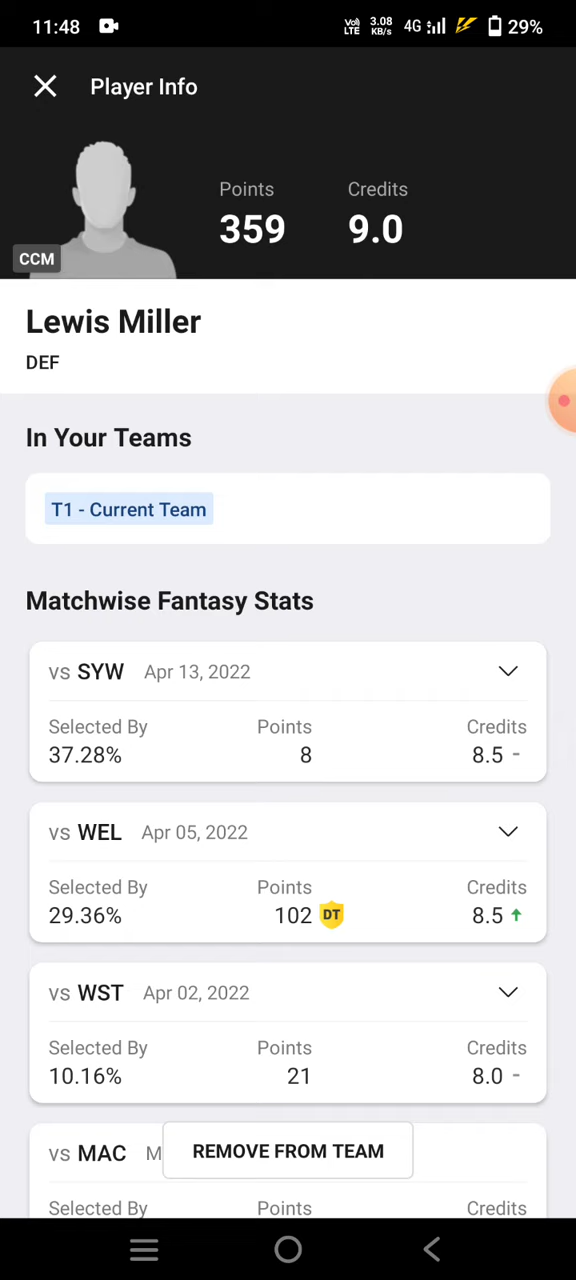 11:48 Vo) LTE 3.08 KB/s 4G 29%
Player Info
Points Credits
359 9.0
CCM
Lewis Miller
DEF
In Your Teams
T1 - Current Team
Matchwise Fantasy Stats
vs SYW Apr 13, 2022
Selected By Points Credits
37.28% 8 8.5 -
vs WEL Apr 05, 2022
Selected By Points Credits
29.36% 102 DT 8.5
vs WST Apr 02, 2022
Selected By Points Credits
10.16% 21 8.0 -
vs MAC M
REMOVE FROM TEAM
Selected By Points Credits